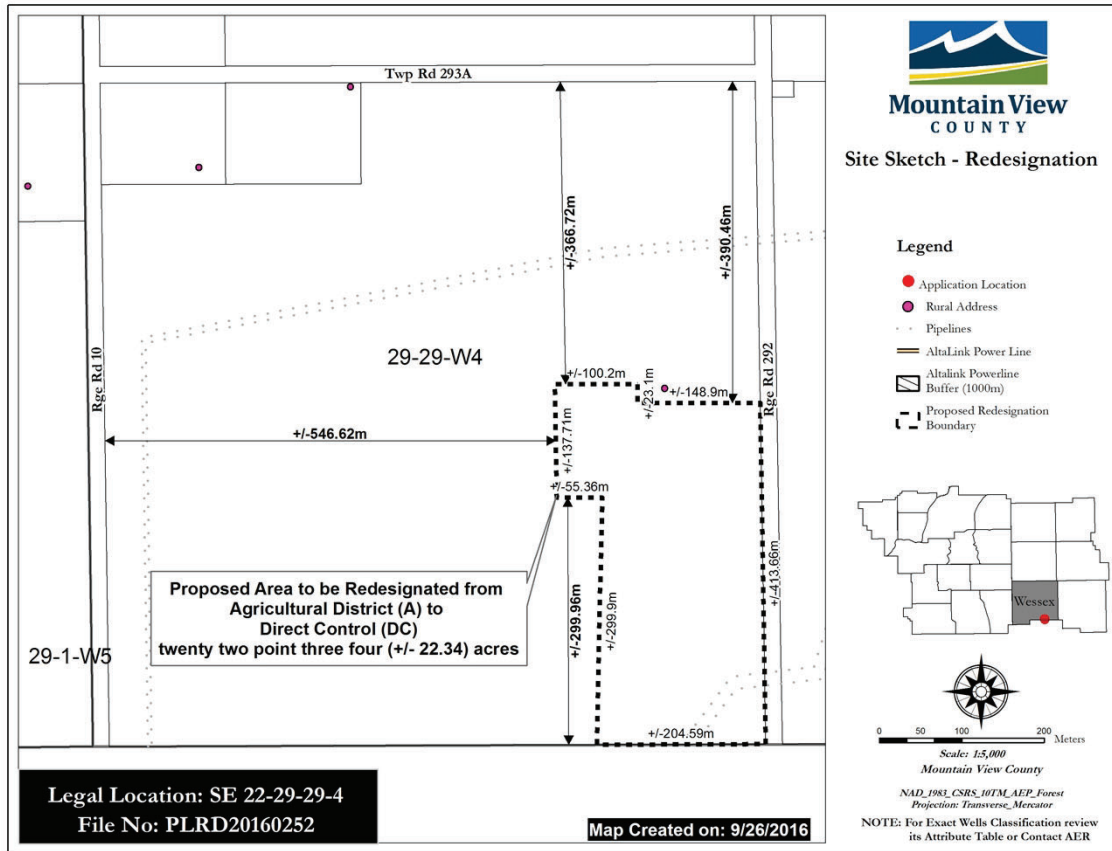 Twp Rd 293A
+/-366.72m
+/-390.46m
Rge Rd 10
29-29-W4
Rge Rd 292
+/-100.2m
+/-23.1m
+/-148.9m
+/-546.62m
+/-137.71m
+/-55.36m
+/-413.66m
+/-299.96m
+/-299.9m
Proposed Area to be Redesignated from
Agricultural District (A) to
Direct Control (DC)
twenty two point three four (+/- 22.34) acres
29-1-W5
+/-204.59m
Legal Location: SE 22-29-29-4
File No: PLRD20160252
Map Created on: 9/26/2016
Mountain View
COUNTY
Site Sketch - Redesignation
Legend
Application Location
Rural Address
Pipelines
AltaLink Power Line
Altalink Powerline
Buffer (1000m)
Proposed Redesignation
Boundary
Wessex
0 50 100 200
Meters
Scale: 1:5,000
Mountain View County
NAD_1983_CSRS_10TM_AEP_Forest
Projection: Transverse_Mercator
NOTE: For Exact Wells Classification review
its Attribute Table or Contact AER